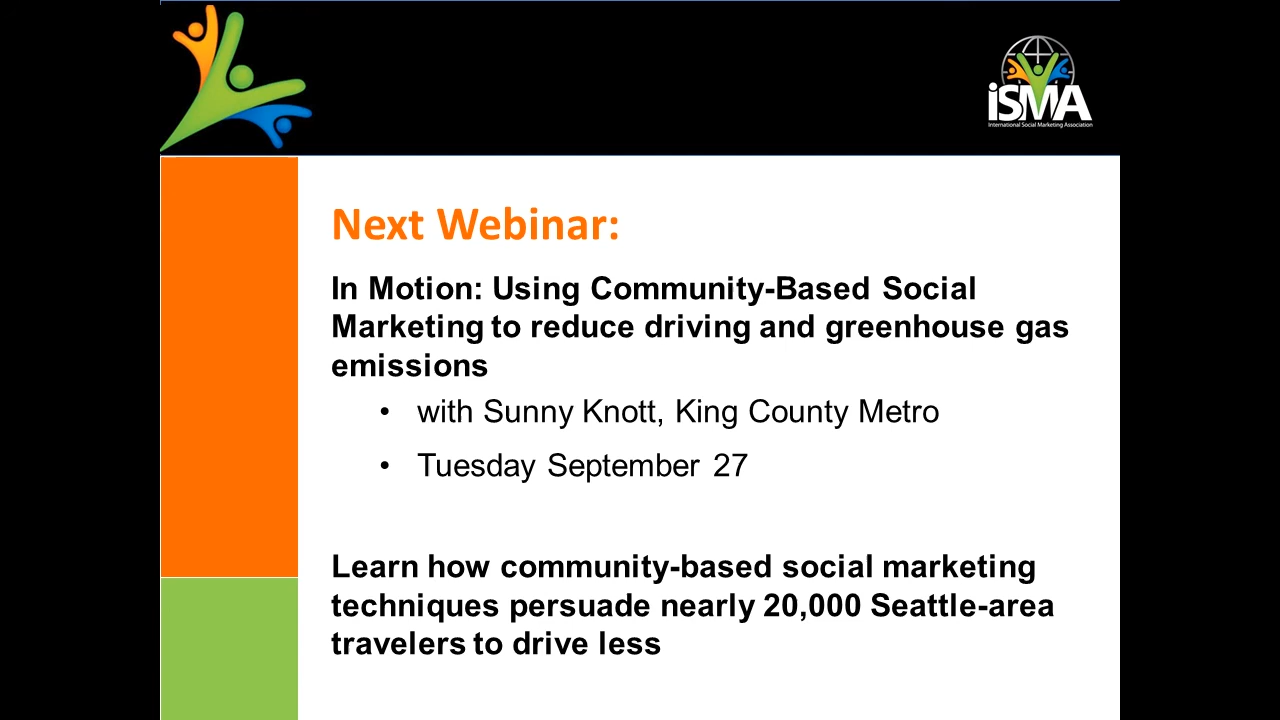 iSMA
International Social Marketing Association
Next Webinar:
In Motion: Using Community-Based Social
Marketing to reduce driving and greenhouse gas
emissions
• with Sunny Knott, King County Metro
• Tuesday September 27
Learn how community-based social marketing
techniques persuade nearly 20,000 Seattle-area
travelers to drive less